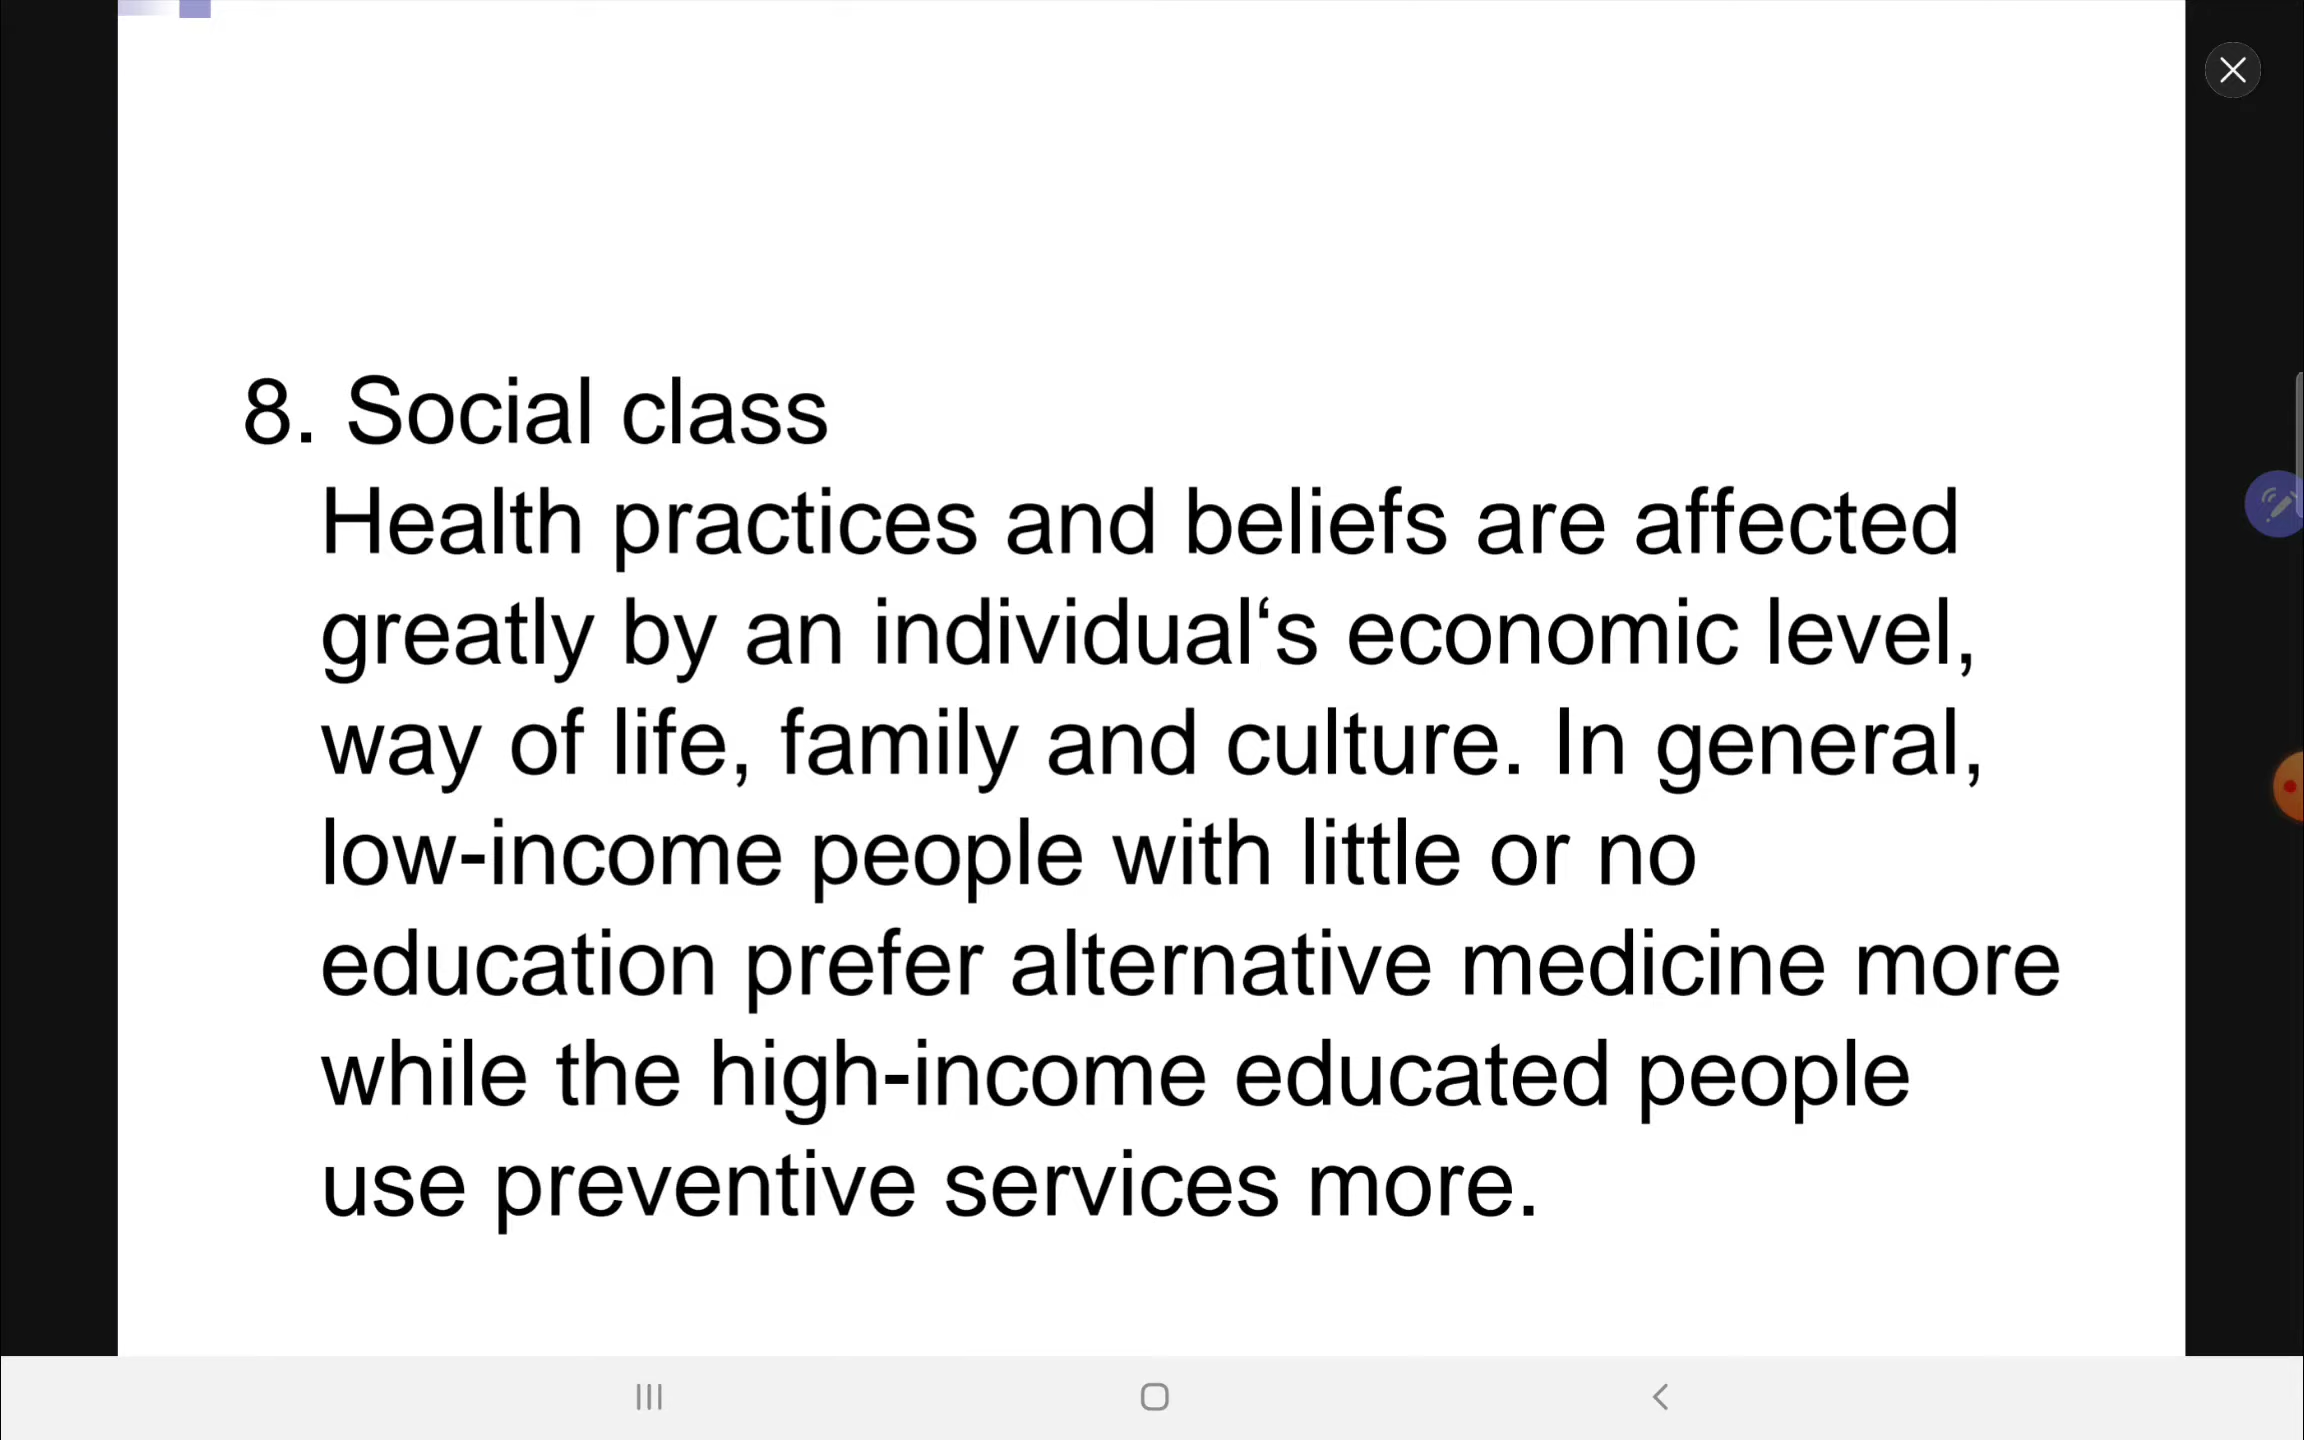 8. Social class
Health practices and beliefs are affected
greatly by an individual‘s economic level,
way of life, family and culture. In general,
low-income people with little or no
education prefer alternative medicine more
while the high-income educated people
use preventive services more.